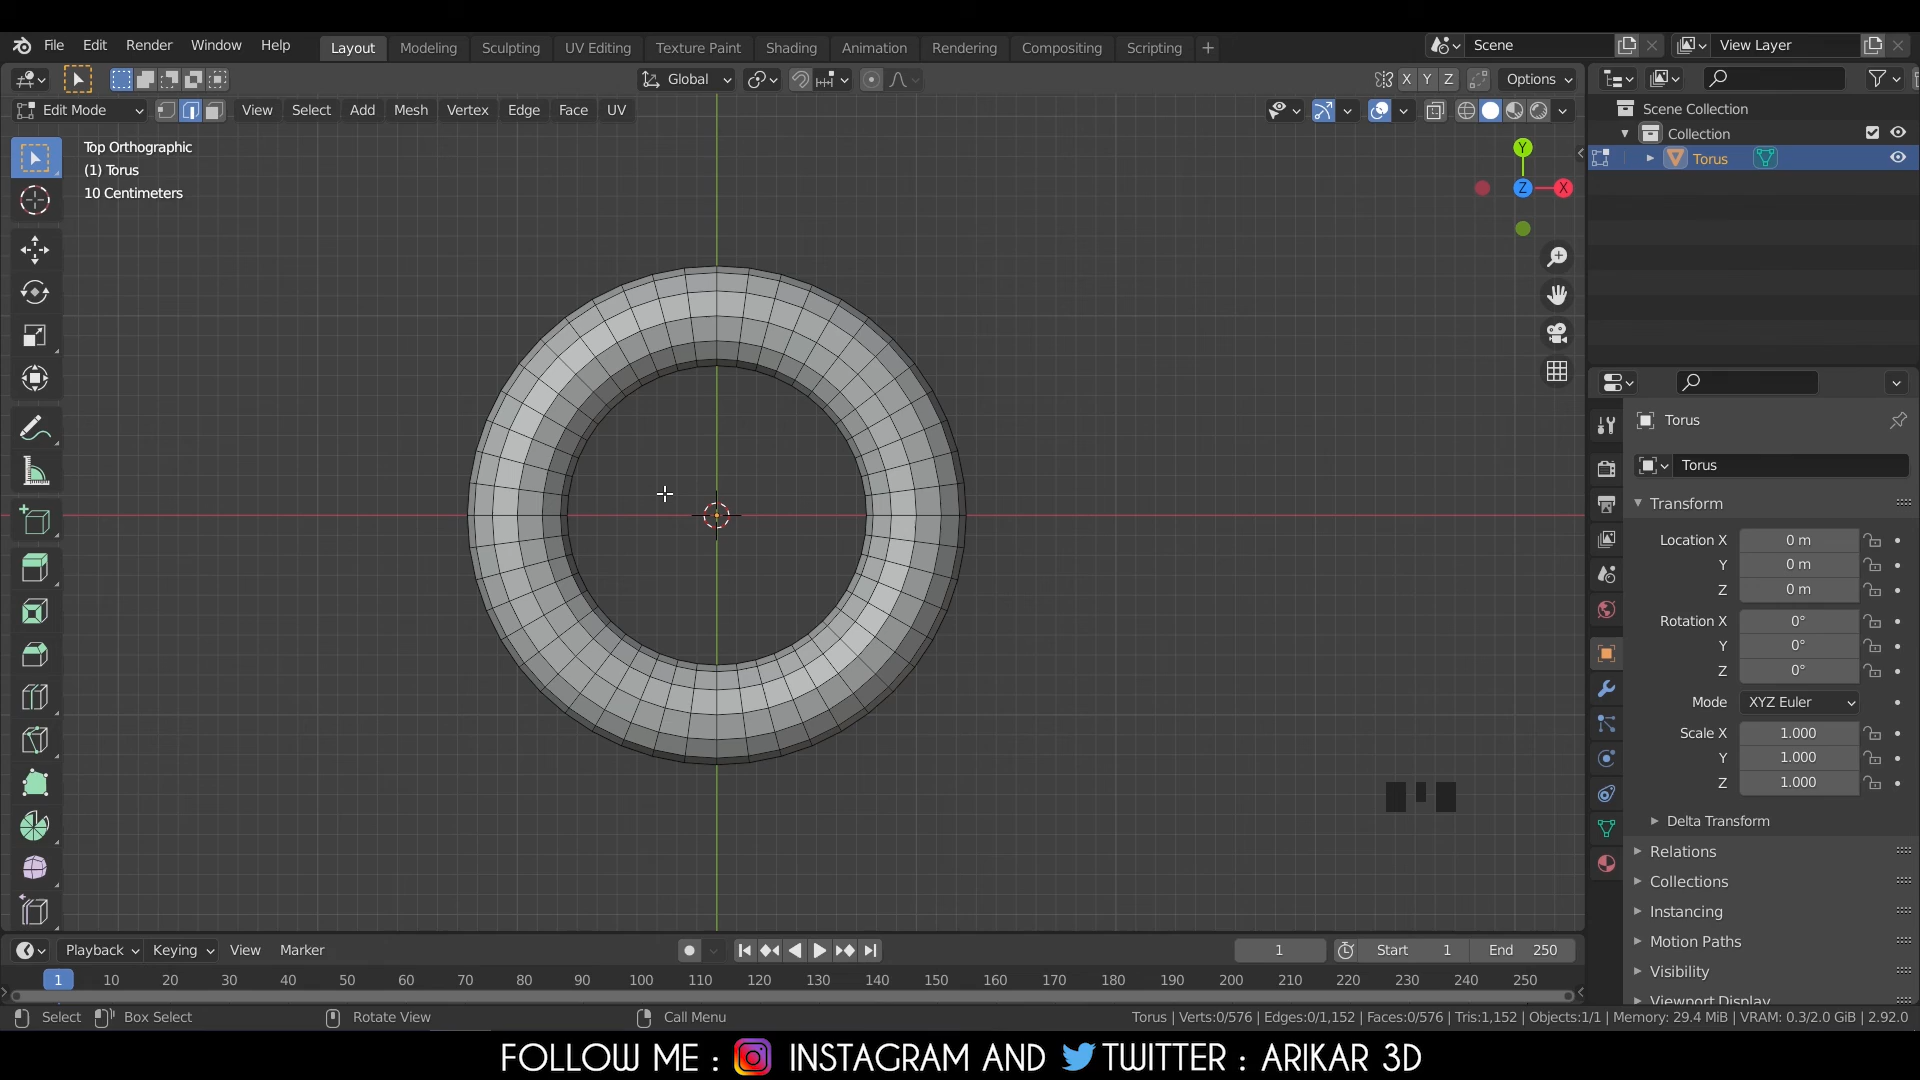 File Edit Render Window Help Layout Modeling Sculpting UV Editing Texture Paint Shading Animation Rendering Compositing Scripting + Scene View Layer
Global X Y Z Options
Edit Mode View Select Add Mesh Vertex Edge Face UV
Scene Collection
Collection
Torus
Top Orthographic
(1) Torus
10 Centimeters
Y
Z X
Torus
Torus
Transform
Location X 0 m
Y 0 m
Z 0 m
Rotation X 0°
Y 0°
Z 0°
Mode XYZ Euler
Scale X 1.000
Y 1.000
Z 1.000
Delta Transform
Relations
Collections
Instancing
Motion Paths
Visibility
Viewport Display
Playback Keying View Marker 1 Start 1 End 250
1 10 20 30 40 50 60 70 80 90 100 110 120 130 140 150 160 170 180 190 200 210 220 230 240 250
Select Box Select Rotate View Call Menu Torus | Verts:0/576 | Edges:0/1,152 | Faces:0/576 | Tris:1,152 | Objects:1/1 | Memory: 29.4 MiB | VRAM: 0.3/2.0 GiB | 2.92.0
FOLLOW ME : INSTAGRAM AND TWITTER : ARIKAR 3D